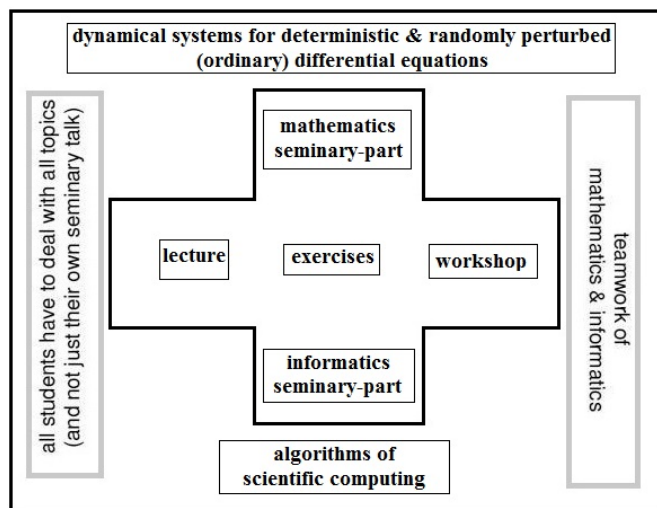 dynamical systems for deterministic & randomly perturbed
(ordinary) differential equations
all students have to deal with all topics
(and not just their own seminary talk)
mathematics
seminary-part
lecture
exercises
workshop
informatics
seminary-part
teamwork of
mathematics & informatics
algorithms of
scientific computing